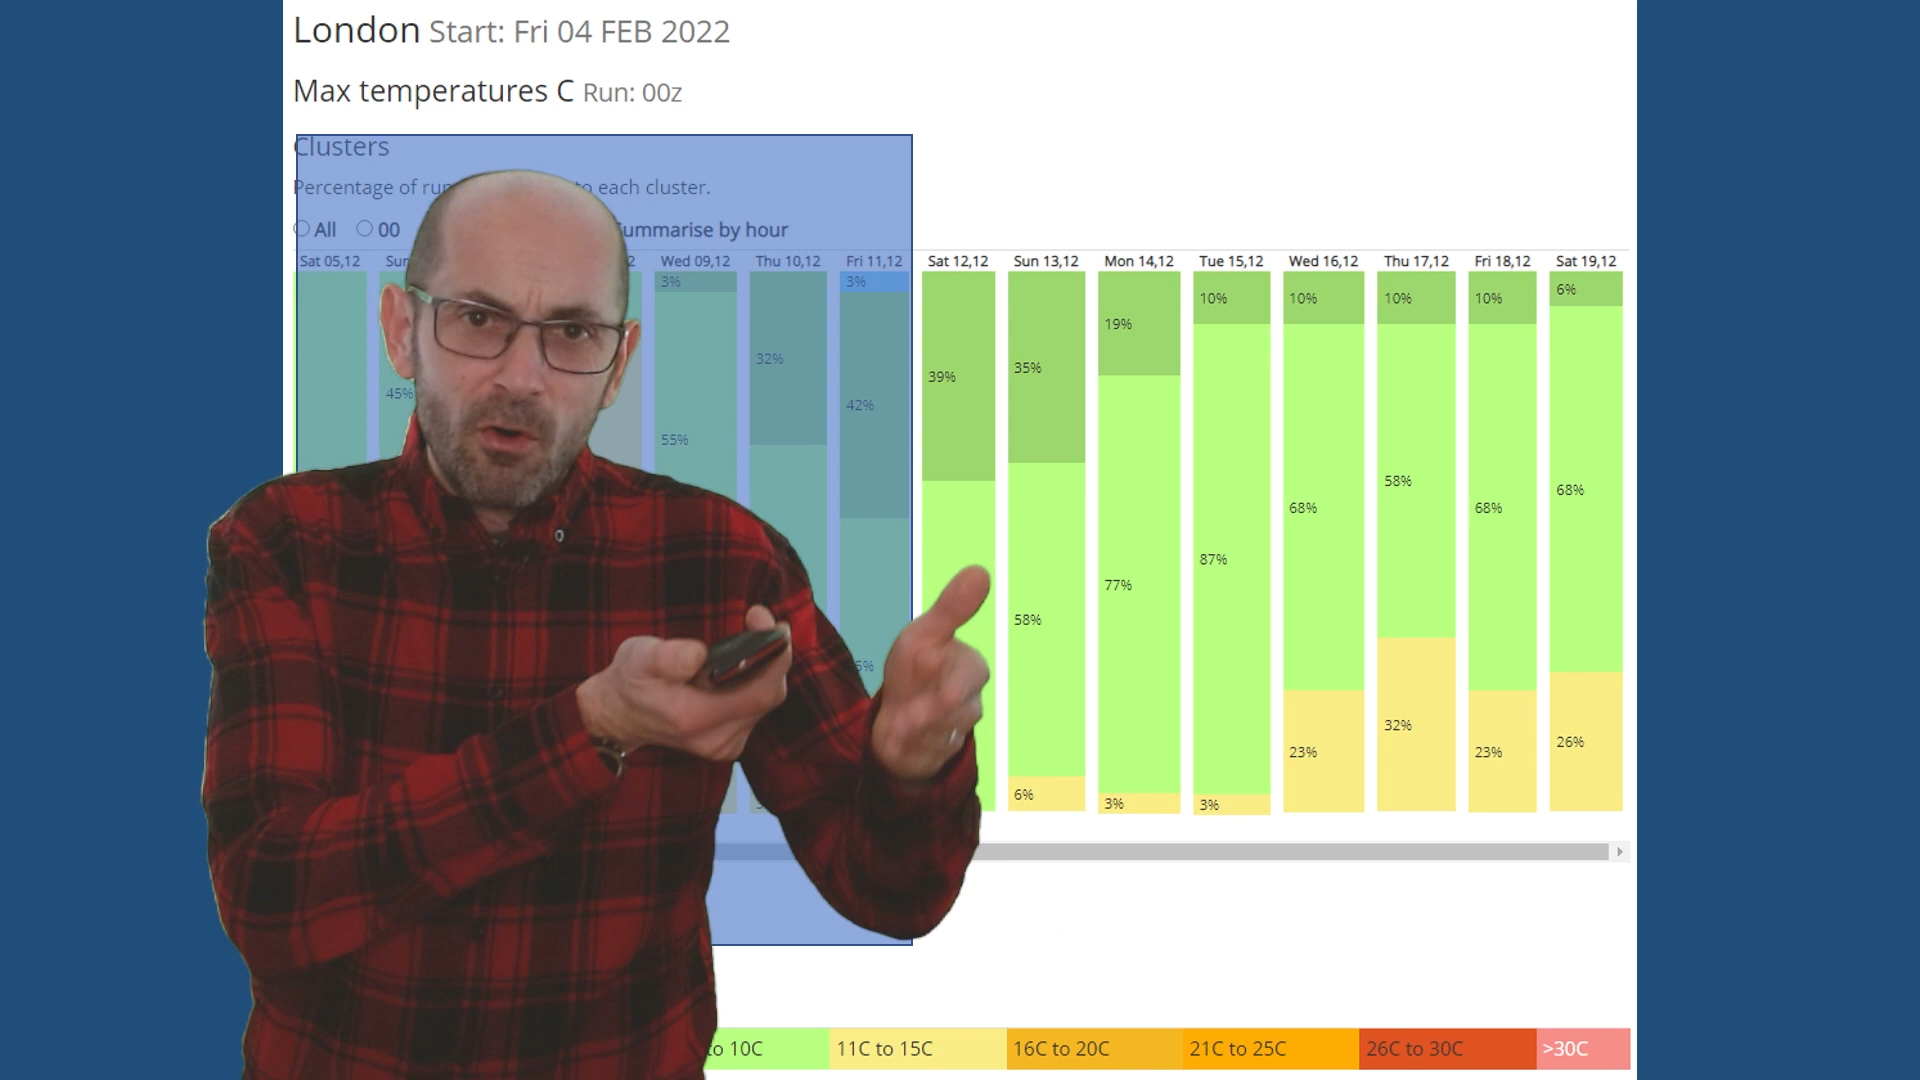 London Start: Fri 04 FEB 2022
Max temperatures C Run: 00z
Clusters
Percentage of to each cluster.
All 00 Summarise by hour
Sat 05,12 Wed 09,12 Thu 10,12 Fri 11,12 Sat 12,12 Sun 13,12 Mon 14,12 Tue 15,12 Wed 16,12 Thu 17,12 Fri 18,12 Sat 19,12
3% 3% 6%
10% 10% 10% 10%
19%
32%
35%
39%
45% 42%
55%
58%
68% 68% 68%
87%
77%
58%
32%
23% 23% 26%
6% 3% 3%
to 10C 11C to 15C 16C to 20C 21C to 25C 26C to 30C >30C